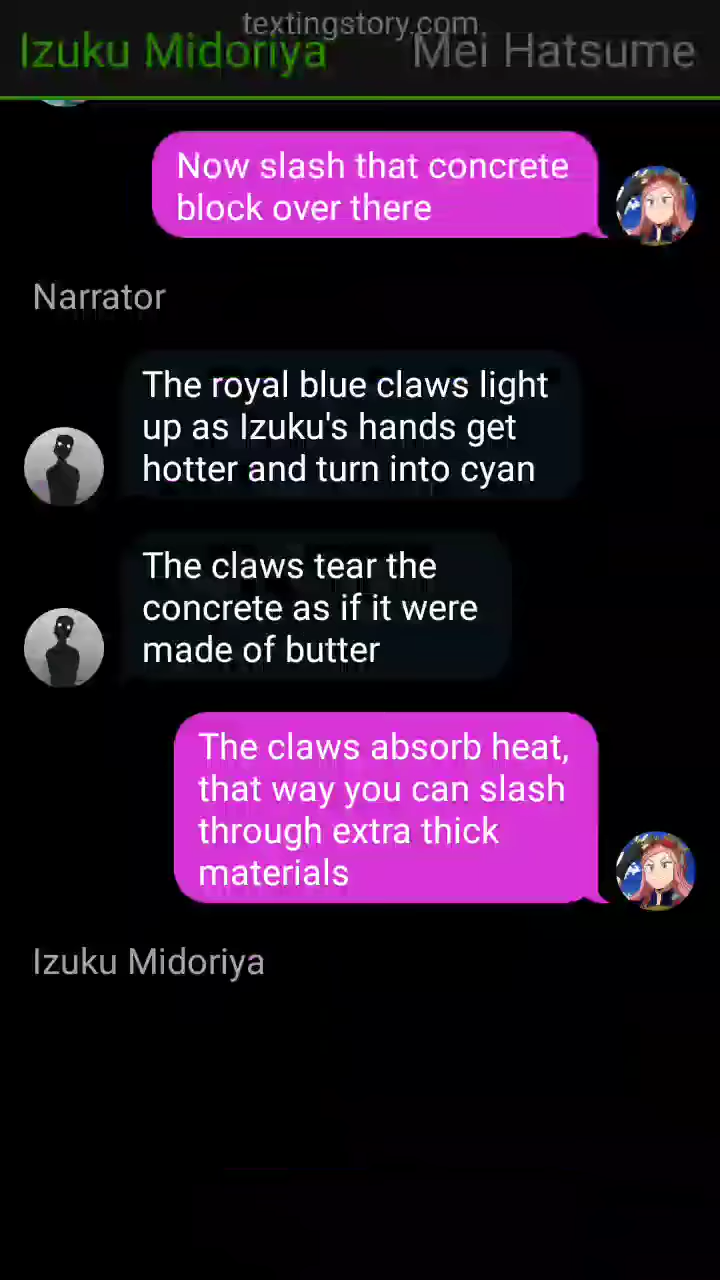 textingstory.com
Izuku Midoriya Mei Hatsume
Now slash that concrete
block over there
Narrator
The royal blue claws light
up as Izuku's hands get
hotter and turn into cyan
The claws tear the
concrete as if it were
made of butter
The claws absorb heat,
that way you can slash
through extra thick
materials
Izuku Midoriya